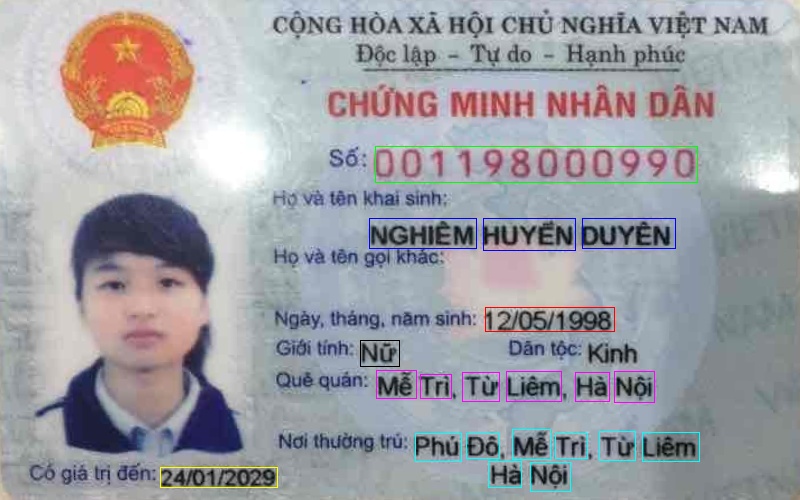 CỘNG HÒA XÃ HỘI CHỦ NGHĨA VIỆT NAM
Độc lập - Tự do - Hạnh phúc
CHỨNG MINH NHÂN DÂN
Số: 001198000990
Họ và tên khai sinh:
NGHIÊM HUYỀN DUYÊN
Họ và tên gọi khác:
Ngày, tháng, năm sinh: 12/05/1998
Giới tính: Nữ Dân tộc: Kinh
Quê quán: Mễ Trì, Từ Liêm, Hà Nội
Nơi thường trú: Phú Đô, Mễ Trì, Từ Liêm
Hà Nội
Có giá trị đến: 24/01/2029